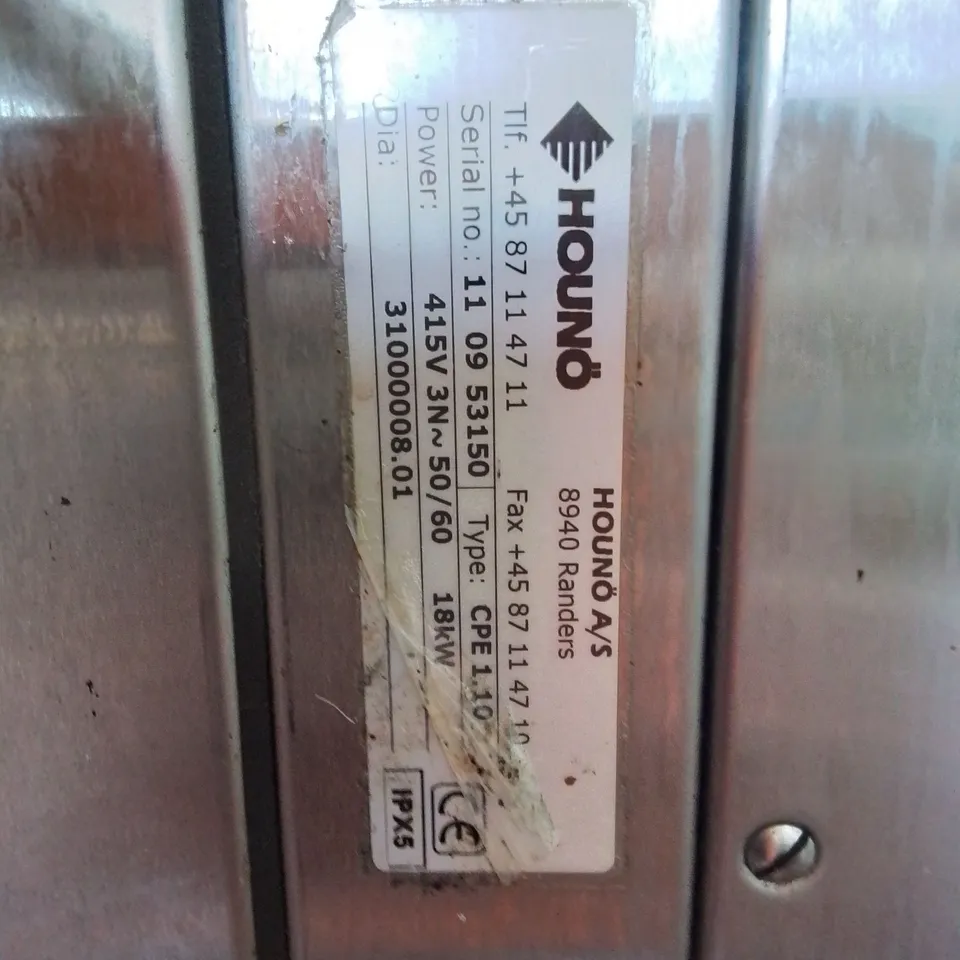 HOUNÖ
HOUNÖ A/S
8940 Randers
Tlf. +45 87 11 47 11 Fax +45 87 11 47 10
Serial no.: 11 09 53150 Type: CPE 1.10
Power: 415V 3N~ 50/60 18kW
Dia: 31000008.01
CE
IPX5